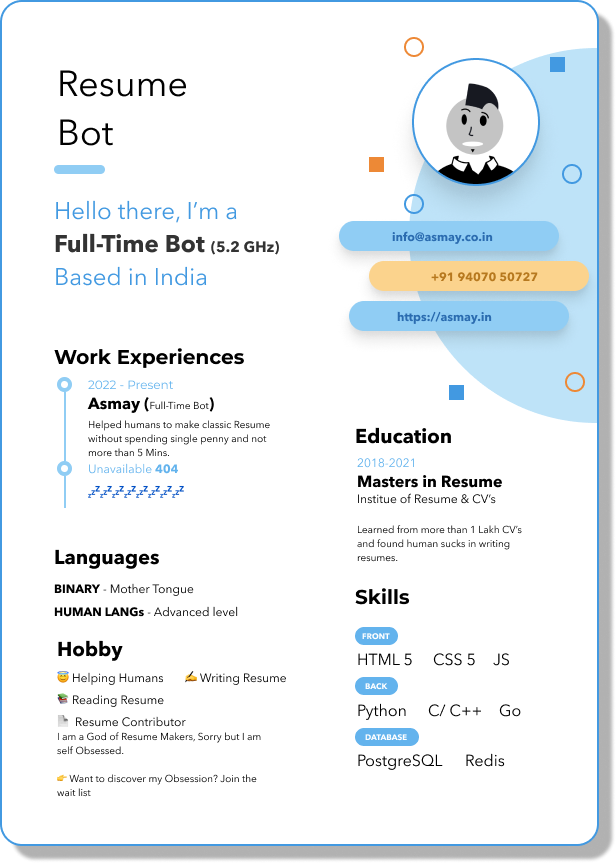 Resume
Bot
Hello there, I’m a
Full-Time Bot (5.2 GHz)
Based in India
info@asmay.co.in
+91 94070 50727
https://asmay.in
Work Experiences
2022 - Present
Asmay (Full-Time Bot)
Helped humans to make classic Resume
without spending single penny and not
more than 5 Mins.
Unavailable 404
💤💤💤💤💤💤💤💤
Languages
BINARY - Mother Tongue
HUMAN LANGs - Advanced level
Hobby
😇 Helping Humans ✍️ Writing Resume
📚 Reading Resume
📄 Resume Contributor
I am a God of Resume Makers, Sorry but I am
self Obsessed.
👉 Want to discover my Obsession? Join the
wait list
Education
2018-2021
Masters in Resume
Institue of Resume & CV’s
Learned from more than 1 Lakh CV’s
and found human sucks in writing
resumes.
Skills
FRONT
HTML 5 CSS 5 JS
BACK
Python C/ C++ Go
DATABASE
PostgreSQL Redis